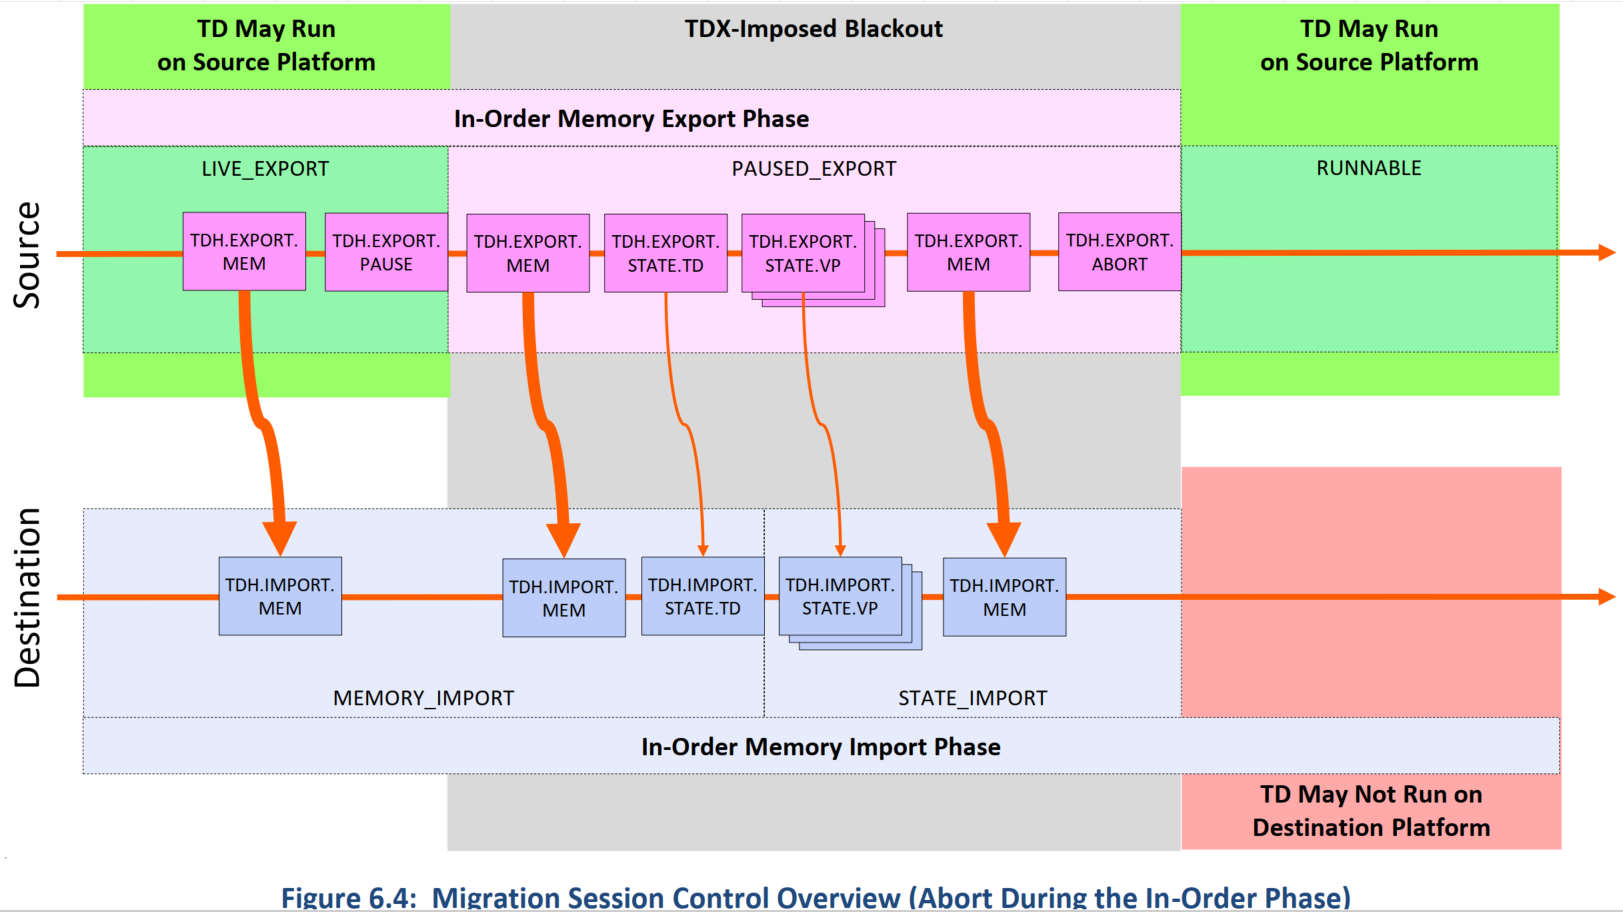 TD May Run
on Source Platform
TDX-Imposed Blackout
TD May Run
on Source Platform
In-Order Memory Export Phase
Source
LIVE_EXPORT
PAUSED_EXPORT
RUNNABLE
TDH.EXPORT.
MEM
TDH.EXPORT.
PAUSE
TDH.EXPORT.
MEM
TDH.EXPORT.
STATE.TD
TDH.EXPORT.
STATE.VP
TDH.EXPORT.
MEM
TDH.EXPORT.
ABORT
Destination
TDH.IMPORT.
MEM
TDH.IMPORT.
MEM
TDH.IMPORT.
STATE.TD
TDH.IMPORT.
STATE.VP
TDH.IMPORT.
MEM
MEMORY_IMPORT
STATE_IMPORT
In-Order Memory Import Phase
TD May Not Run on
Destination Platform
Figure 6.4: Migration Session Control Overview (Abort During the In-Order Phase)